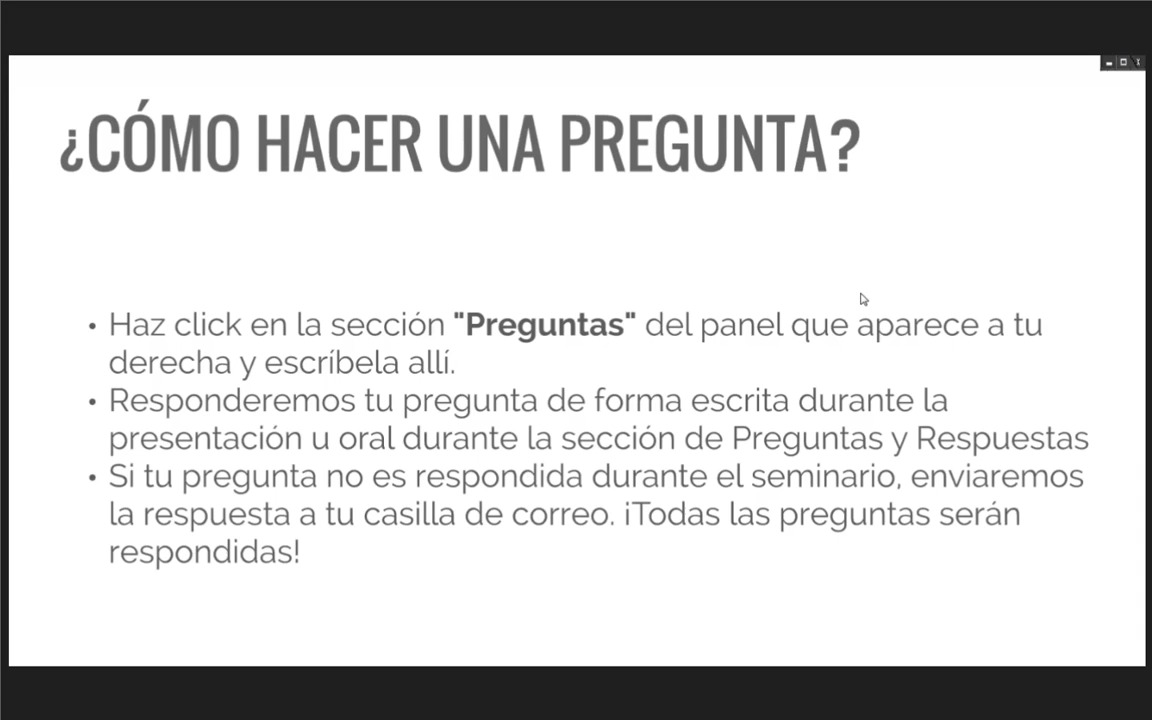 ¿CÓMO HACER UNA PREGUNTA?
• Haz click en la sección "Preguntas" del panel que aparece a tu
derecha y escríbela allí.
• Responderemos tu pregunta de forma escrita durante la
presentación u oral durante la sección de Preguntas y Respuestas
• Si tu pregunta no es respondida durante el seminario, enviaremos
la respuesta a tu casilla de correo. ¡Todas las preguntas serán
respondidas!